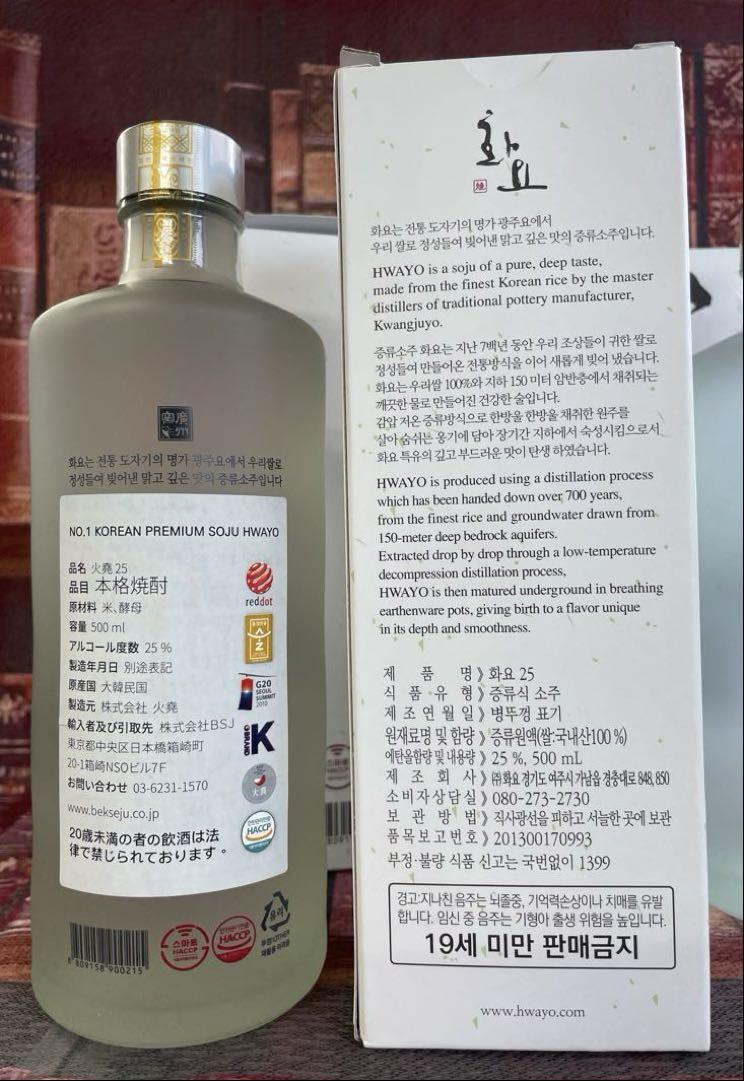 화요는 전통 도자기의 명가 광주요에서 우리쌀로
정성들여 빚어낸 맑고 깊은 맛의 증류소주입니다
NO.1 KOREAN PREMIUM SOJU HWAYO
品名 火堯 25
品目 本格焼酎
原材料 米、酵母
容量 500 ml
アルコール度数 25 %
製造年月日 別途表記
原産国 大韓民国
製造元 株式会社 火堯
輸入者及び引取先 株式会社BSJ
東京都中央区日本橋箱崎町
20-1箱崎NSOビル7F
お問い合わせ 03-6231-1570
www.bekseju.co.jp
20歳未満の者の飲酒は法
律で禁じられております。
reddot
G20
SEOUL
SUMMIT
2010
K
BRAND
HACCP
8 809158 900215
스마트
HACCP
HACCP
유리
화요
화요는 전통 도자기의 명가 광주요에서
우리 쌀로 정성들여 빚어낸 맑고 깊은 맛의 증류소주입니다.
HWAYO is a soju of a pure, deep taste,
made from the finest Korean rice by the master
distillers of traditional pottery manufacturer,
Kwangjuyo.
증류소주 화요는 지난 7백년 동안 우리 조상들이 귀한 쌀로
정성들여 만들어온 전통방식을 이어 새롭게 빚어 냈습니다.
화요는 우리쌀 100%와 지하 150 미터 암반층에서 채취되는
깨끗한 물로 만들어진 건강한 술입니다.
감압 저온 증류방식으로 한방울 한방울 채취한 원주를
살아 숨쉬는 옹기에 담아 장기간 지하에서 숙성시킴으로서
화요 특유의 깊고 부드러운 맛이 탄생 하였습니다.
HWAYO is produced using a distillation process
which has been handed down over 700 years,
from the finest rice and groundwater drawn from
150-meter deep bedrock aquifers.
Extracted drop by drop through a low-temperature
decompression distillation process,
HWAYO is then matured underground in breathing
earthenware pots, giving birth to a flavor unique
in its depth and smoothness.
제 품 명 》 화요 25
식 품 유 형 》 증류식 소주
제 조 연 월 일 》 병뚜껑 표기
원재료명 및 함량 》 증류원액(쌀:국내산100 %)
에탄올함량 및 내용량 》 25 %, 500 mL
제 조 회 사 》 ㈜화요 경기도 여주시 가남읍 경충대로 848, 850
소비자상담실 》 080-273-2730
보 관 방 법 》 직사광선을 피하고 서늘한 곳에 보관
품목보고번호 》 201300170993
부정·불량 식품 신고는 국번없이 1399
경고:지나친 음주는 뇌졸중, 기억력손상이나 치매를 유발
합니다. 임신 중 음주는 기형아 출생 위험을 높입니다.
19세 미만 판매금지
www.hwayo.com